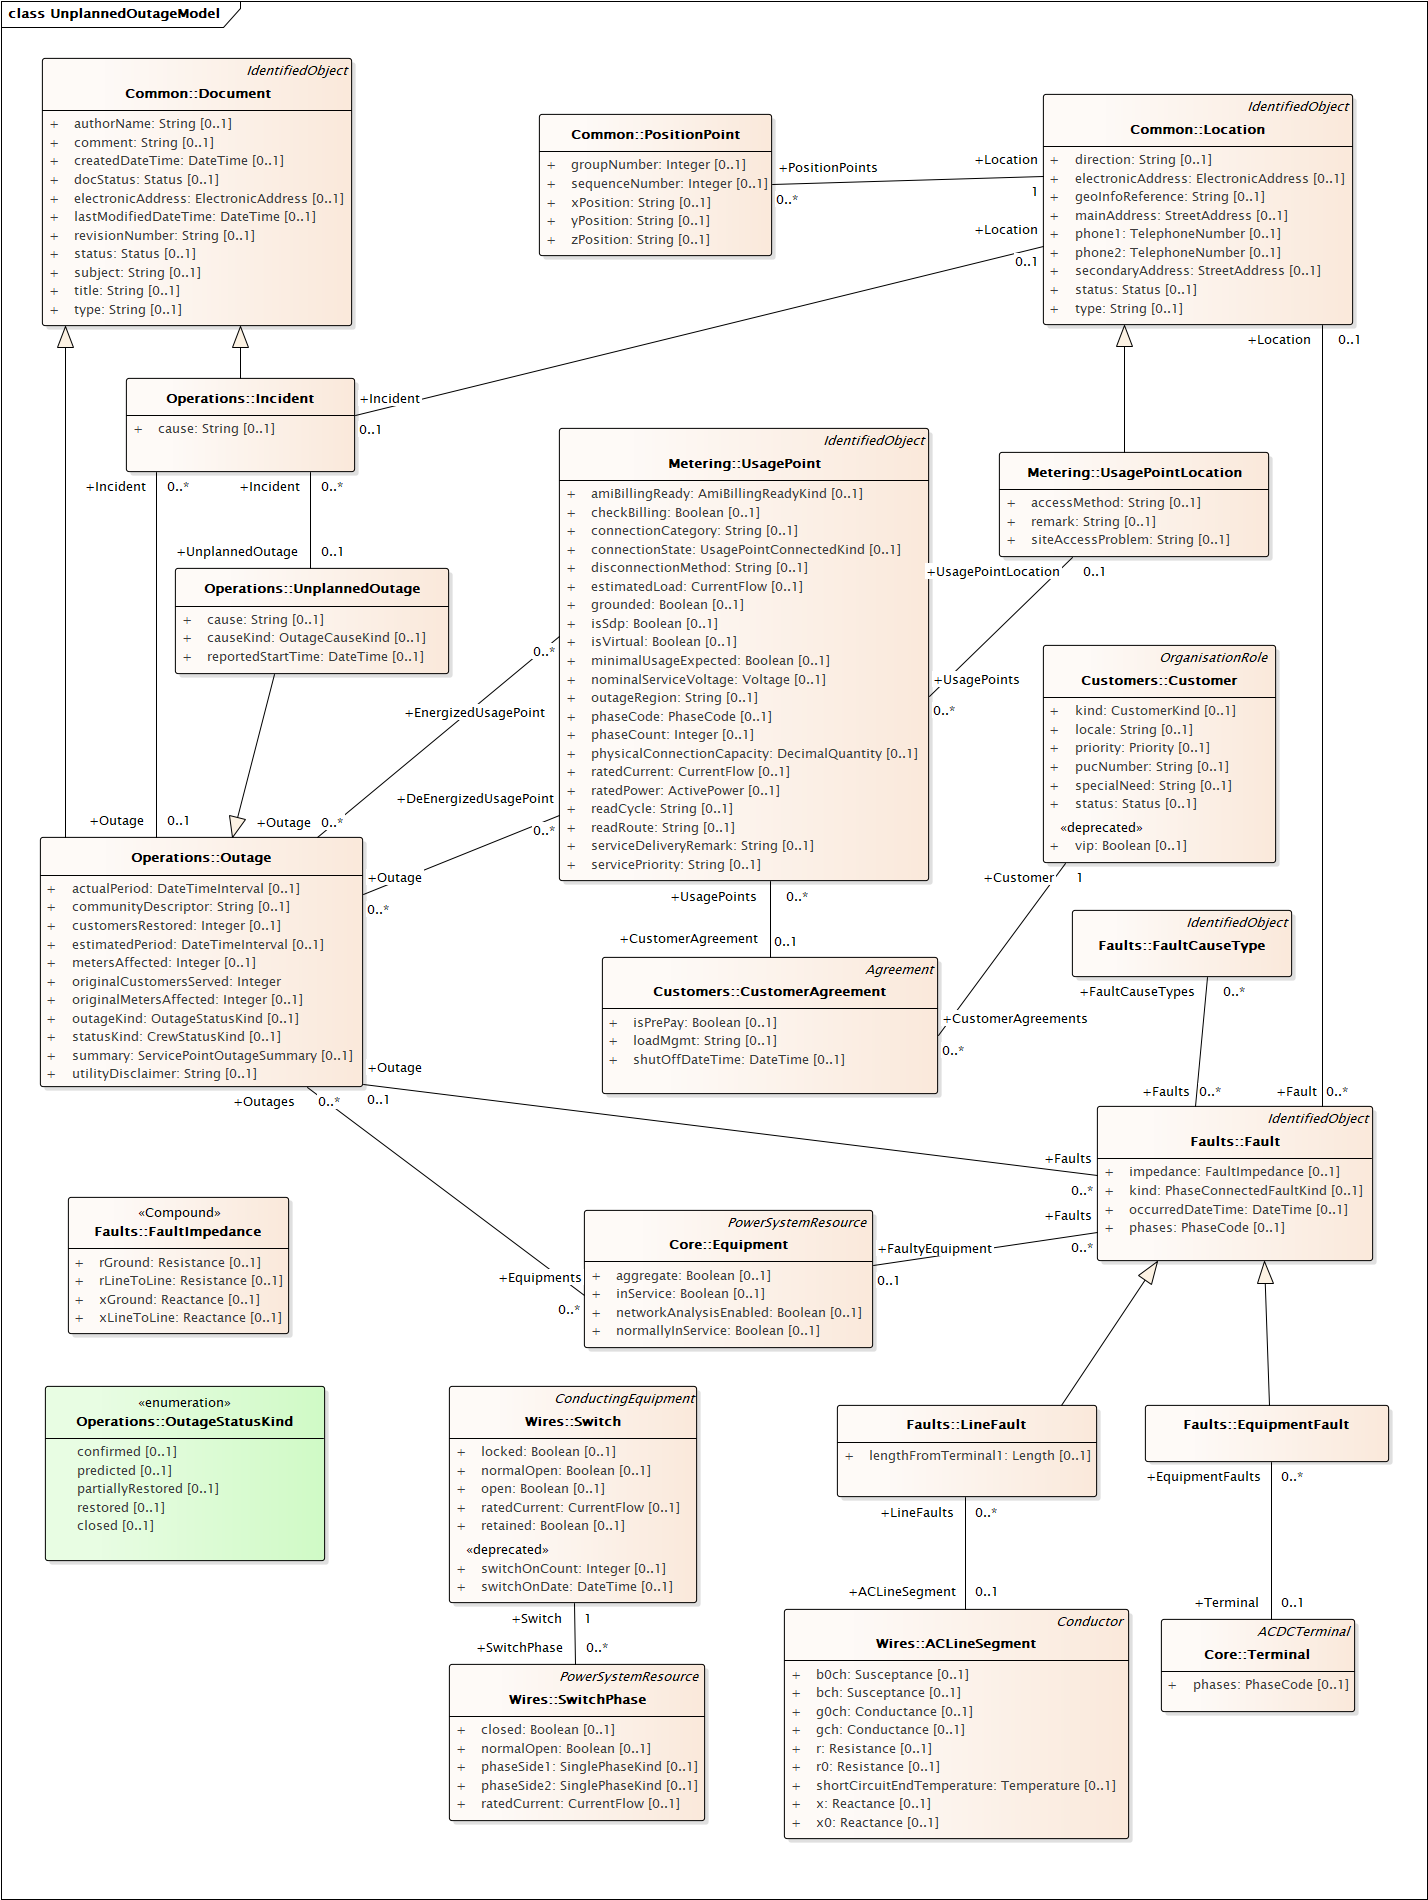 class UnplannedOutageModel
IdentifiedObject
Common::Document
+ authorName: String [0..1]
+ comment: String [0..1]
+ createdDateTime: DateTime [0..1]
+ docStatus: Status [0..1]
+ electronicAddress: ElectronicAddress [0..1]
+ lastModifiedDateTime: DateTime [0..1]
+ revisionNumber: String [0..1]
+ status: Status [0..1]
+ subject: String [0..1]
+ title: String [0..1]
+ type: String [0..1]
Common::PositionPoint
+ groupNumber: Integer [0..1]
+ sequenceNumber: Integer [0..1]
+ xPosition: String [0..1]
+ yPosition: String [0..1]
+ zPosition: String [0..1]
+PositionPoints
0..*
+Location
1
+Location
0..1
IdentifiedObject
Common::Location
+ direction: String [0..1]
+ electronicAddress: ElectronicAddress [0..1]
+ geoInfoReference: String [0..1]
+ mainAddress: StreetAddress [0..1]
+ phone1: TelephoneNumber [0..1]
+ phone2: TelephoneNumber [0..1]
+ secondaryAddress: StreetAddress [0..1]
+ status: Status [0..1]
+ type: String [0..1]
+Location 0..1
Operations::Incident
+ cause: String [0..1]
+Incident
0..1
+Incident 0..*
+Incident 0..*
+UnplannedOutage 0..1
Operations::UnplannedOutage
+ cause: String [0..1]
+ causeKind: OutageCauseKind [0..1]
+ reportedStartTime: DateTime [0..1]
IdentifiedObject
Metering::UsagePoint
+ amiBillingReady: AmiBillingReadyKind [0..1]
+ checkBilling: Boolean [0..1]
+ connectionCategory: String [0..1]
+ connectionState: UsagePointConnectedKind [0..1]
+ disconnectionMethod: String [0..1]
+ estimatedLoad: CurrentFlow [0..1]
+ grounded: Boolean [0..1]
+ isSdp: Boolean [0..1]
+ isVirtual: Boolean [0..1]
+ minimalUsageExpected: Boolean [0..1]
+ nominalServiceVoltage: Voltage [0..1]
+ outageRegion: String [0..1]
+ phaseCode: PhaseCode [0..1]
+ phaseCount: Integer [0..1]
+ physicalConnectionCapacity: DecimalQuantity [0..1]
+ ratedCurrent: CurrentFlow [0..1]
+ ratedPower: ActivePower [0..1]
+ readCycle: String [0..1]
+ readRoute: String [0..1]
+ serviceDeliveryRemark: String [0..1]
+ servicePriority: String [0..1]
Metering::UsagePointLocation
+ accessMethod: String [0..1]
+ remark: String [0..1]
+ siteAccessProblem: String [0..1]
+UsagePointLocation 0..1
+UsagePoints
0..*
0..*
+EnergizedUsagePoint
+DeEnergizedUsagePoint
0..*
OrganisationRole
Customers::Customer
+ kind: CustomerKind [0..1]
+ locale: String [0..1]
+ priority: Priority [0..1]
+ pucNumber: String [0..1]
+ specialNeed: String [0..1]
+ status: Status [0..1]
«deprecated»
+ vip: Boolean [0..1]
+Customer 1
+Outage 0..1
+Outage 0..*
Operations::Outage
+ actualPeriod: DateTimeInterval [0..1]
+ communityDescriptor: String [0..1]
+ customersRestored: Integer [0..1]
+ estimatedPeriod: DateTimeInterval [0..1]
+ metersAffected: Integer [0..1]
+ originalCustomersServed: Integer
+ originalMetersAffected: Integer [0..1]
+ outageKind: OutageStatusKind [0..1]
+ statusKind: CrewStatusKind [0..1]
+ summary: ServicePointOutageSummary [0..1]
+ utilityDisclaimer: String [0..1]
+Outage
0..*
+UsagePoints 0..*
+CustomerAgreement 0..1
Agreement
Customers::CustomerAgreement
+ isPrePay: Boolean [0..1]
+ loadMgmt: String [0..1]
+ shutOffDateTime: DateTime [0..1]
+CustomerAgreements
0..*
IdentifiedObject
Faults::FaultCauseType
+FaultCauseTypes 0..*
+Outage
0..1
+Outages 0..*
+Faults 0..*
+Fault 0..*
IdentifiedObject
Faults::Fault
+ impedance: FaultImpedance [0..1]
+ kind: PhaseConnectedFaultKind [0..1]
+ occurredDateTime: DateTime [0..1]
+ phases: PhaseCode [0..1]
+Faults
0..*
+Faults
0..*
«Compound»
Faults::FaultImpedance
+ rGround: Resistance [0..1]
+ rLineToLine: Resistance [0..1]
+ xGround: Reactance [0..1]
+ xLineToLine: Reactance [0..1]
+Equipments
0..*
PowerSystemResource
Core::Equipment
+ aggregate: Boolean [0..1]
+ inService: Boolean [0..1]
+ networkAnalysisEnabled: Boolean [0..1]
+ normallyInService: Boolean [0..1]
+FaultyEquipment
0..1
«enumeration»
Operations::OutageStatusKind
confirmed [0..1]
predicted [0..1]
partiallyRestored [0..1]
restored [0..1]
closed [0..1]
ConductingEquipment
Wires::Switch
+ locked: Boolean [0..1]
+ normalOpen: Boolean [0..1]
+ open: Boolean [0..1]
+ ratedCurrent: CurrentFlow [0..1]
+ retained: Boolean [0..1]
«deprecated»
+ switchOnCount: Integer [0..1]
+ switchOnDate: DateTime [0..1]
+Switch 1
+SwitchPhase 0..*
PowerSystemResource
Wires::SwitchPhase
+ closed: Boolean [0..1]
+ normalOpen: Boolean [0..1]
+ phaseSide1: SinglePhaseKind [0..1]
+ phaseSide2: SinglePhaseKind [0..1]
+ ratedCurrent: CurrentFlow [0..1]
Faults::LineFault
+ lengthFromTerminal1: Length [0..1]
+LineFaults 0..*
+ACLineSegment 0..1
Conductor
Wires::ACLineSegment
+ b0ch: Susceptance [0..1]
+ bch: Susceptance [0..1]
+ g0ch: Conductance [0..1]
+ gch: Conductance [0..1]
+ r: Resistance [0..1]
+ r0: Resistance [0..1]
+ shortCircuitEndTemperature: Temperature [0..1]
+ x: Reactance [0..1]
+ x0: Reactance [0..1]
Faults::EquipmentFault
+EquipmentFaults 0..*
+Terminal 0..1
ACDCTerminal
Core::Terminal
+ phases: PhaseCode [0..1]